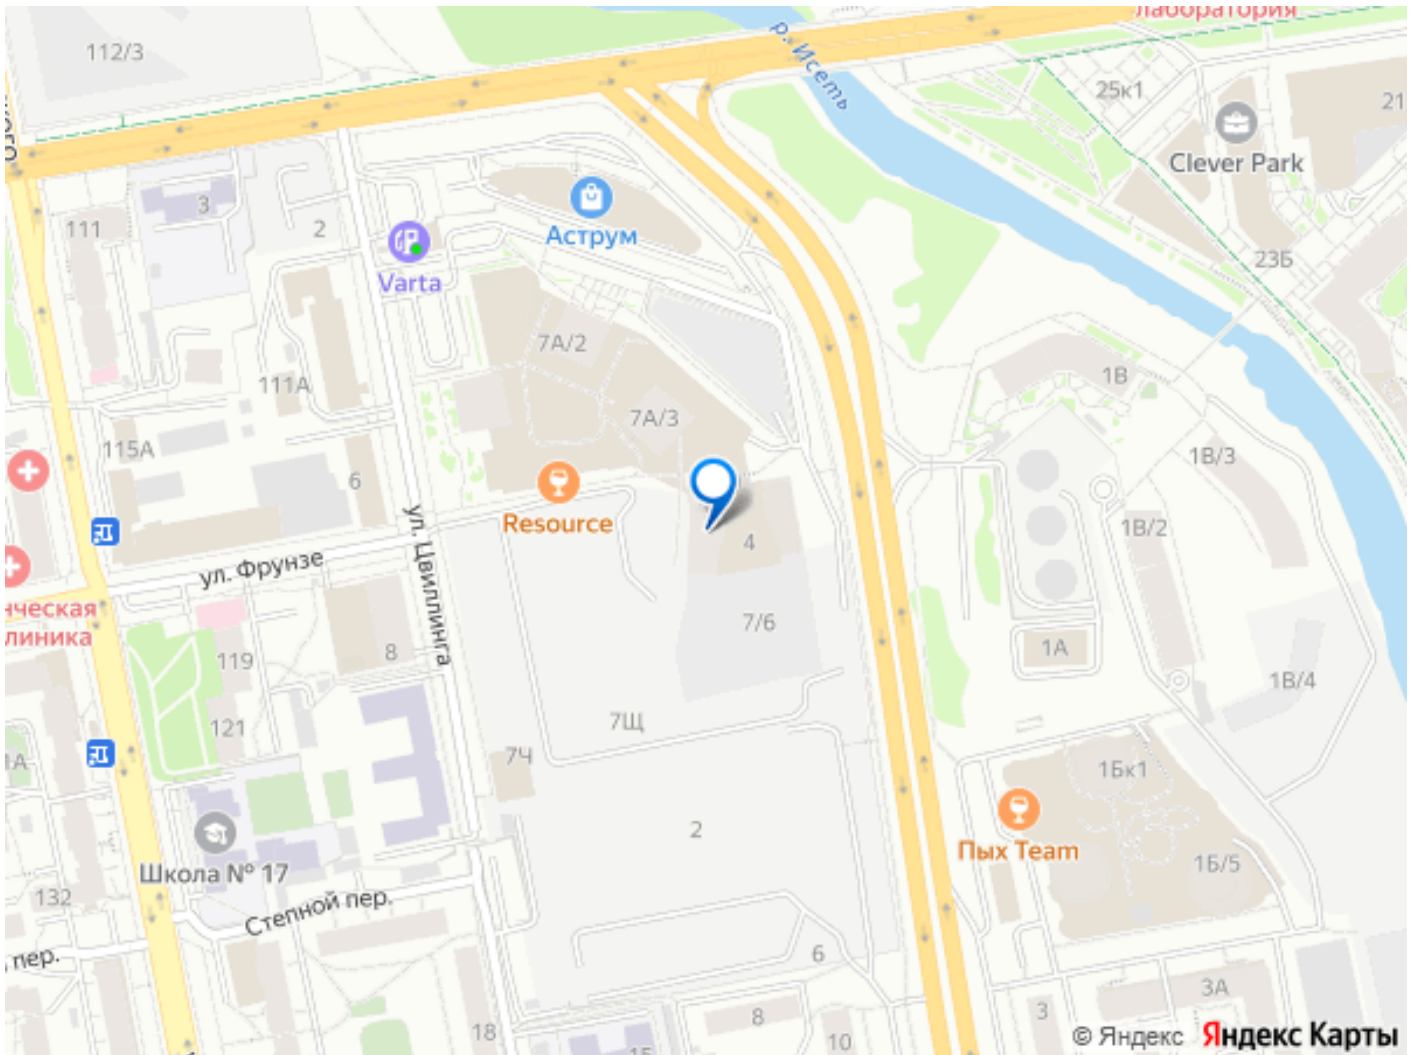 лаборатория
112/3
р. Исеть
25к1
21
Clever Park
3
111
2
Аструм
Varta
23Б
7А/2
1В
111А
7А/3
115А
1В/3
6
Resource
ул. Цвиллинга
1В/2
4
ул. Фрунзе
7/6
линика
119
8
1А
1В/4
7Щ
121
7Ч
1А
1Бк1
2
Пых Team
Школа № 17
1Б/5
132
Степной пер.
пер.
6
3А
8
3
18
10
15
© Яндекс Яндекс Карты